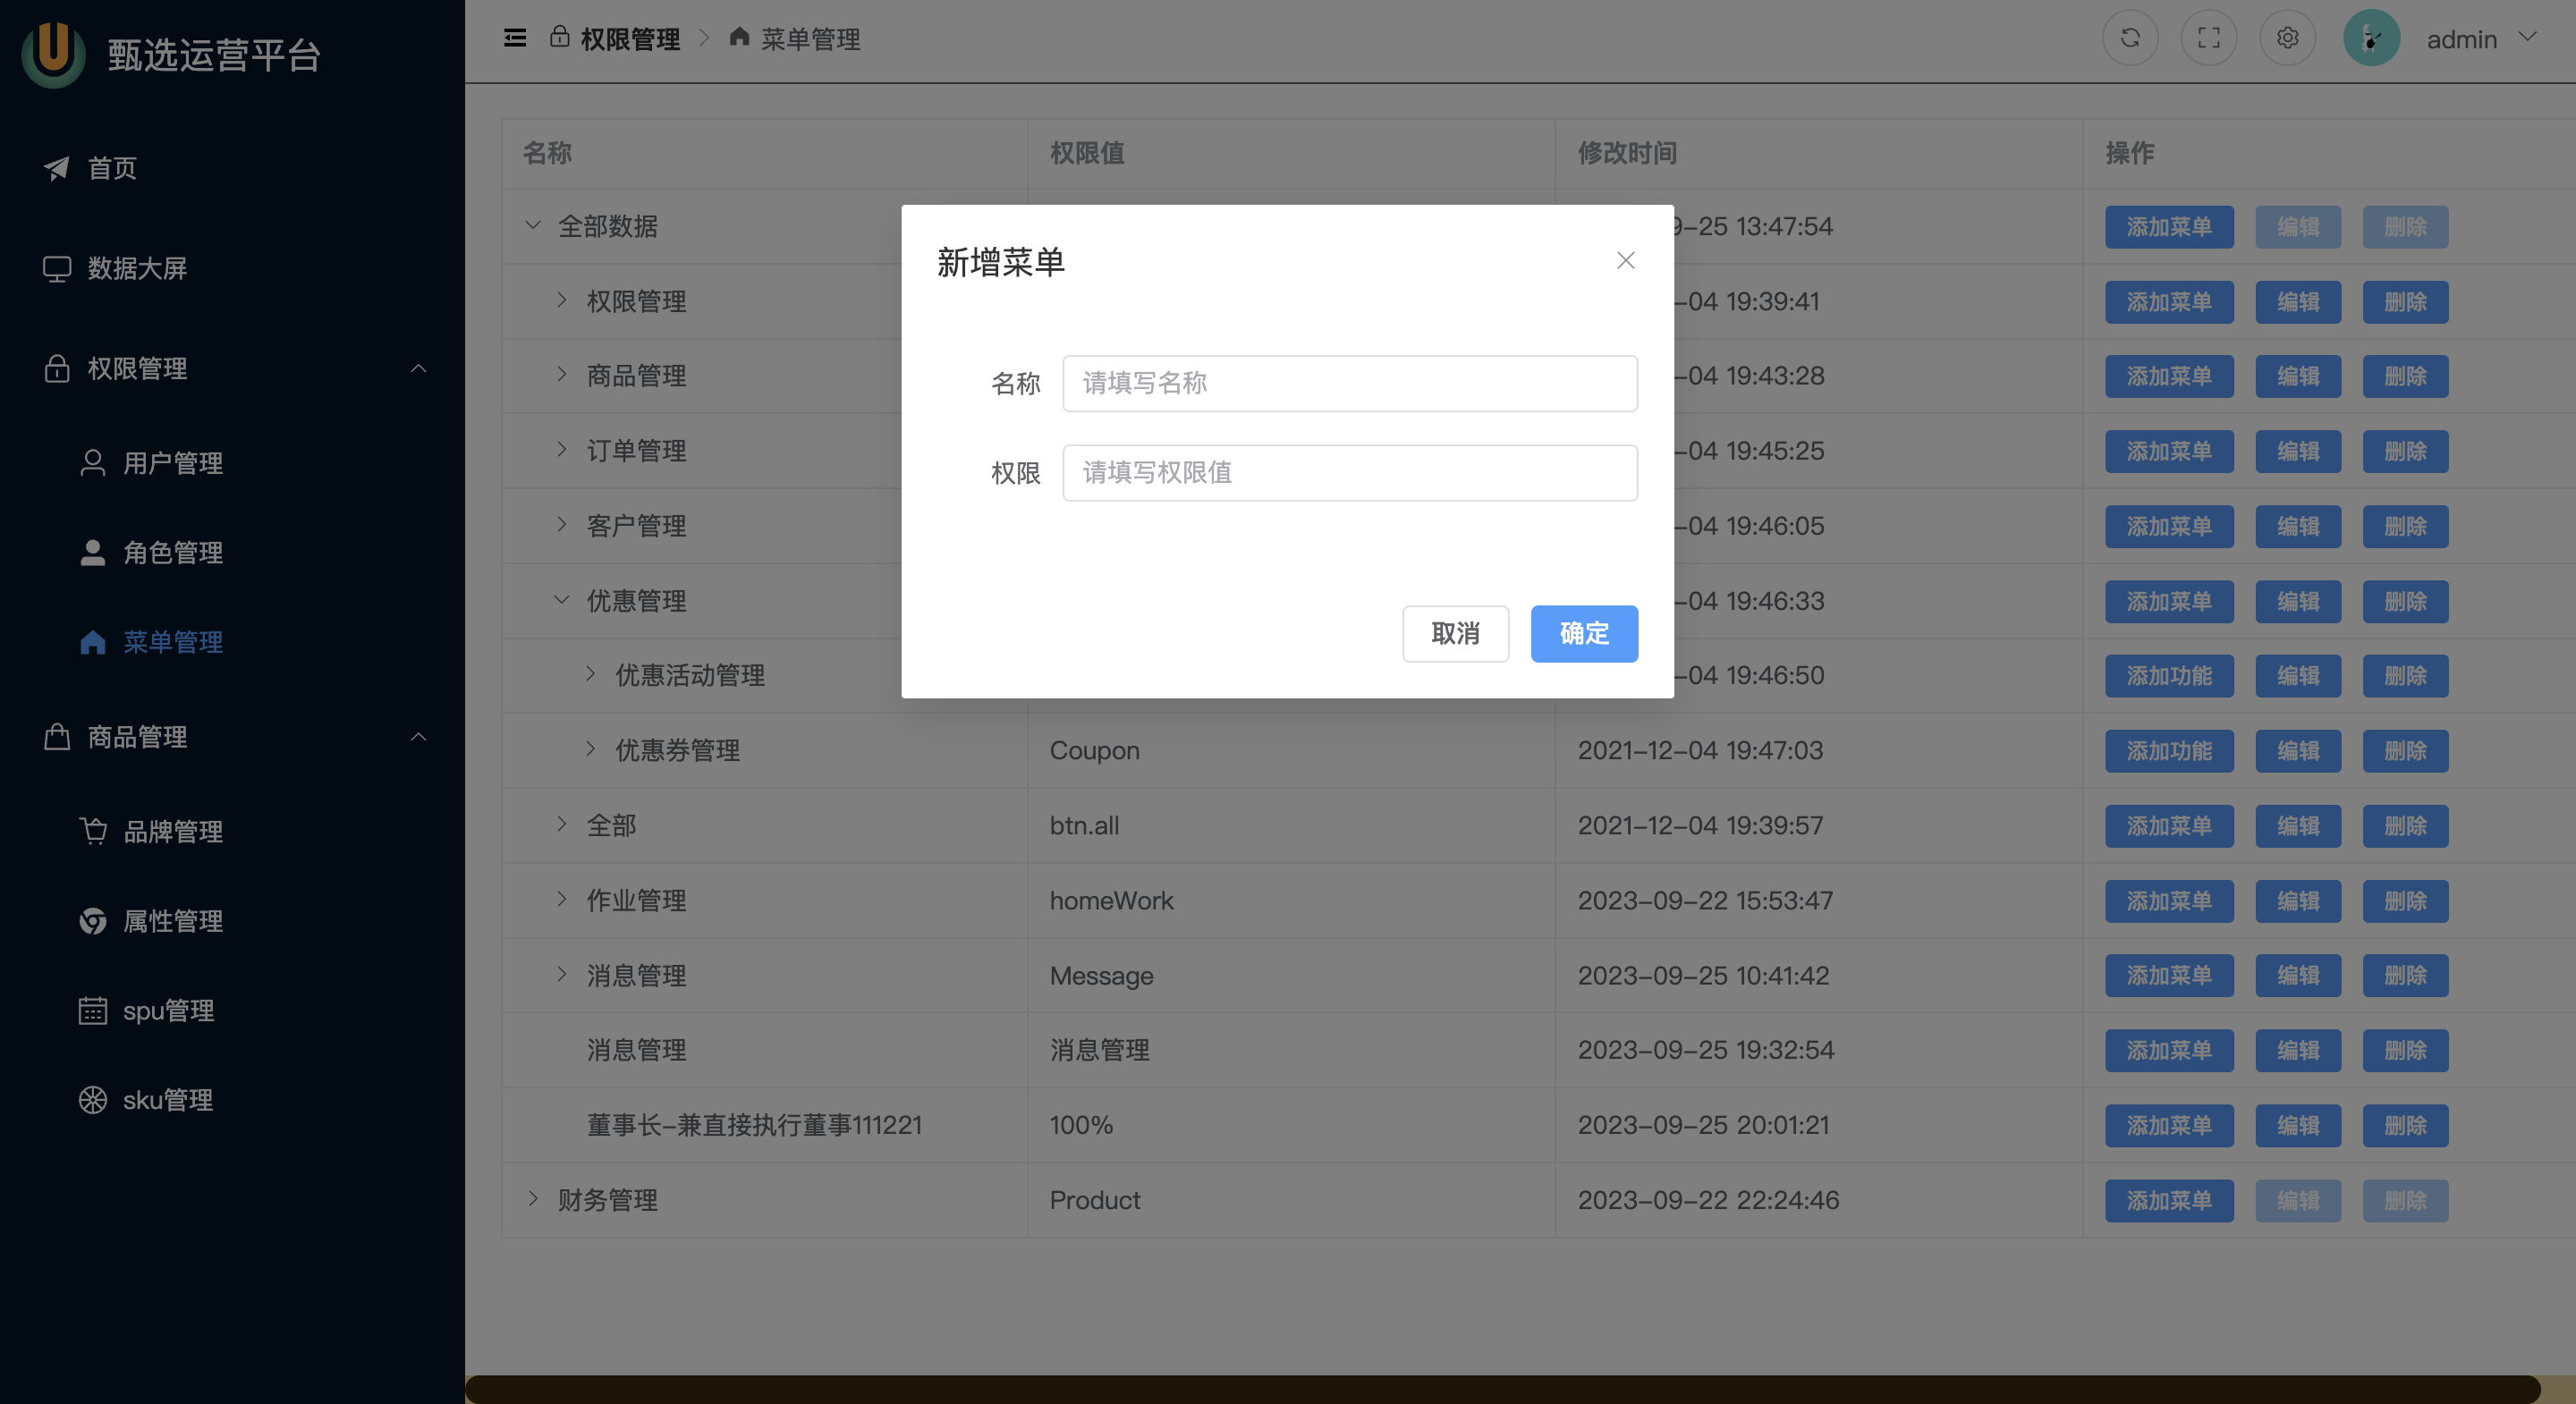 甄选运营平台
首页
数据大屏
权限管理
用户管理
角色管理
菜单管理
商品管理
品牌管理
属性管理
spu管理
sku管理
权限管理 菜单管理
admin
名称 权限值 修改时间 操作
全部数据 9-25 13:47:54 添加菜单 编辑 删除
权限管理 -04 19:39:41 添加菜单 编辑 删除
商品管理 -04 19:43:28 添加菜单 编辑 删除
订单管理 -04 19:45:25 添加菜单 编辑 删除
客户管理 -04 19:46:05 添加菜单 编辑 删除
优惠管理 -04 19:46:33 添加菜单 编辑 删除
优惠活动管理 -04 19:46:50 添加功能 编辑 删除
优惠券管理 Coupon 2021-12-04 19:47:03 添加功能 编辑 删除
全部 btn.all 2021-12-04 19:39:57 添加菜单 编辑 删除
作业管理 homeWork 2023-09-22 15:53:47 添加菜单 编辑 删除
消息管理 Message 2023-09-25 10:41:42 添加菜单 编辑 删除
消息管理 消息管理 2023-09-25 19:32:54 添加菜单 编辑 删除
董事长-兼直接执行董事111221 100% 2023-09-25 20:01:21 添加菜单 编辑 删除
财务管理 Product 2023-09-22 22:24:46 添加菜单 编辑 删除
新增菜单
名称 请填写名称
权限 请填写权限值
取消 确定